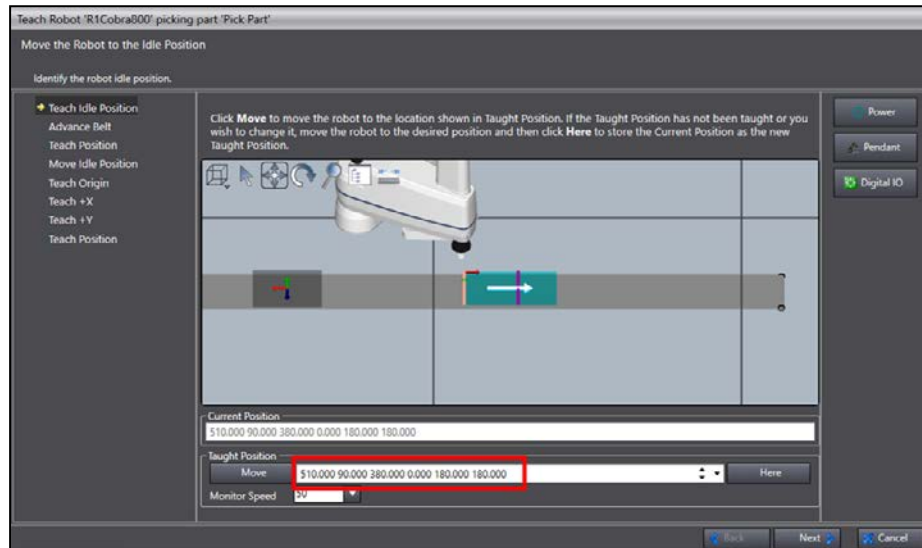 Teach Robot 'R1Cobra800' picking part 'Pick Part'
Move the Robot to the Idle Position
Identify the robot idle position.
Teach Idle Position
Advance Belt
Teach Position
Move Idle Position
Teach Origin
Teach +X
Teach +Y
Teach Position
Click Move to move the robot to the location shown in Taught Position. If the Taught Position has not been taught or you
wish to change it, move the robot to the desired position and then click Here to store the Current Position as the new
Taught Position.
Power
Pendant
Digital IO
Current Position
510.000 90.000 380.000 0.000 180.000 180.000
Taught Position
Move
510.000 90.000 380.000 0.000 180.000 180.000
Here
Monitor Speed
50
Back
Next
Cancel